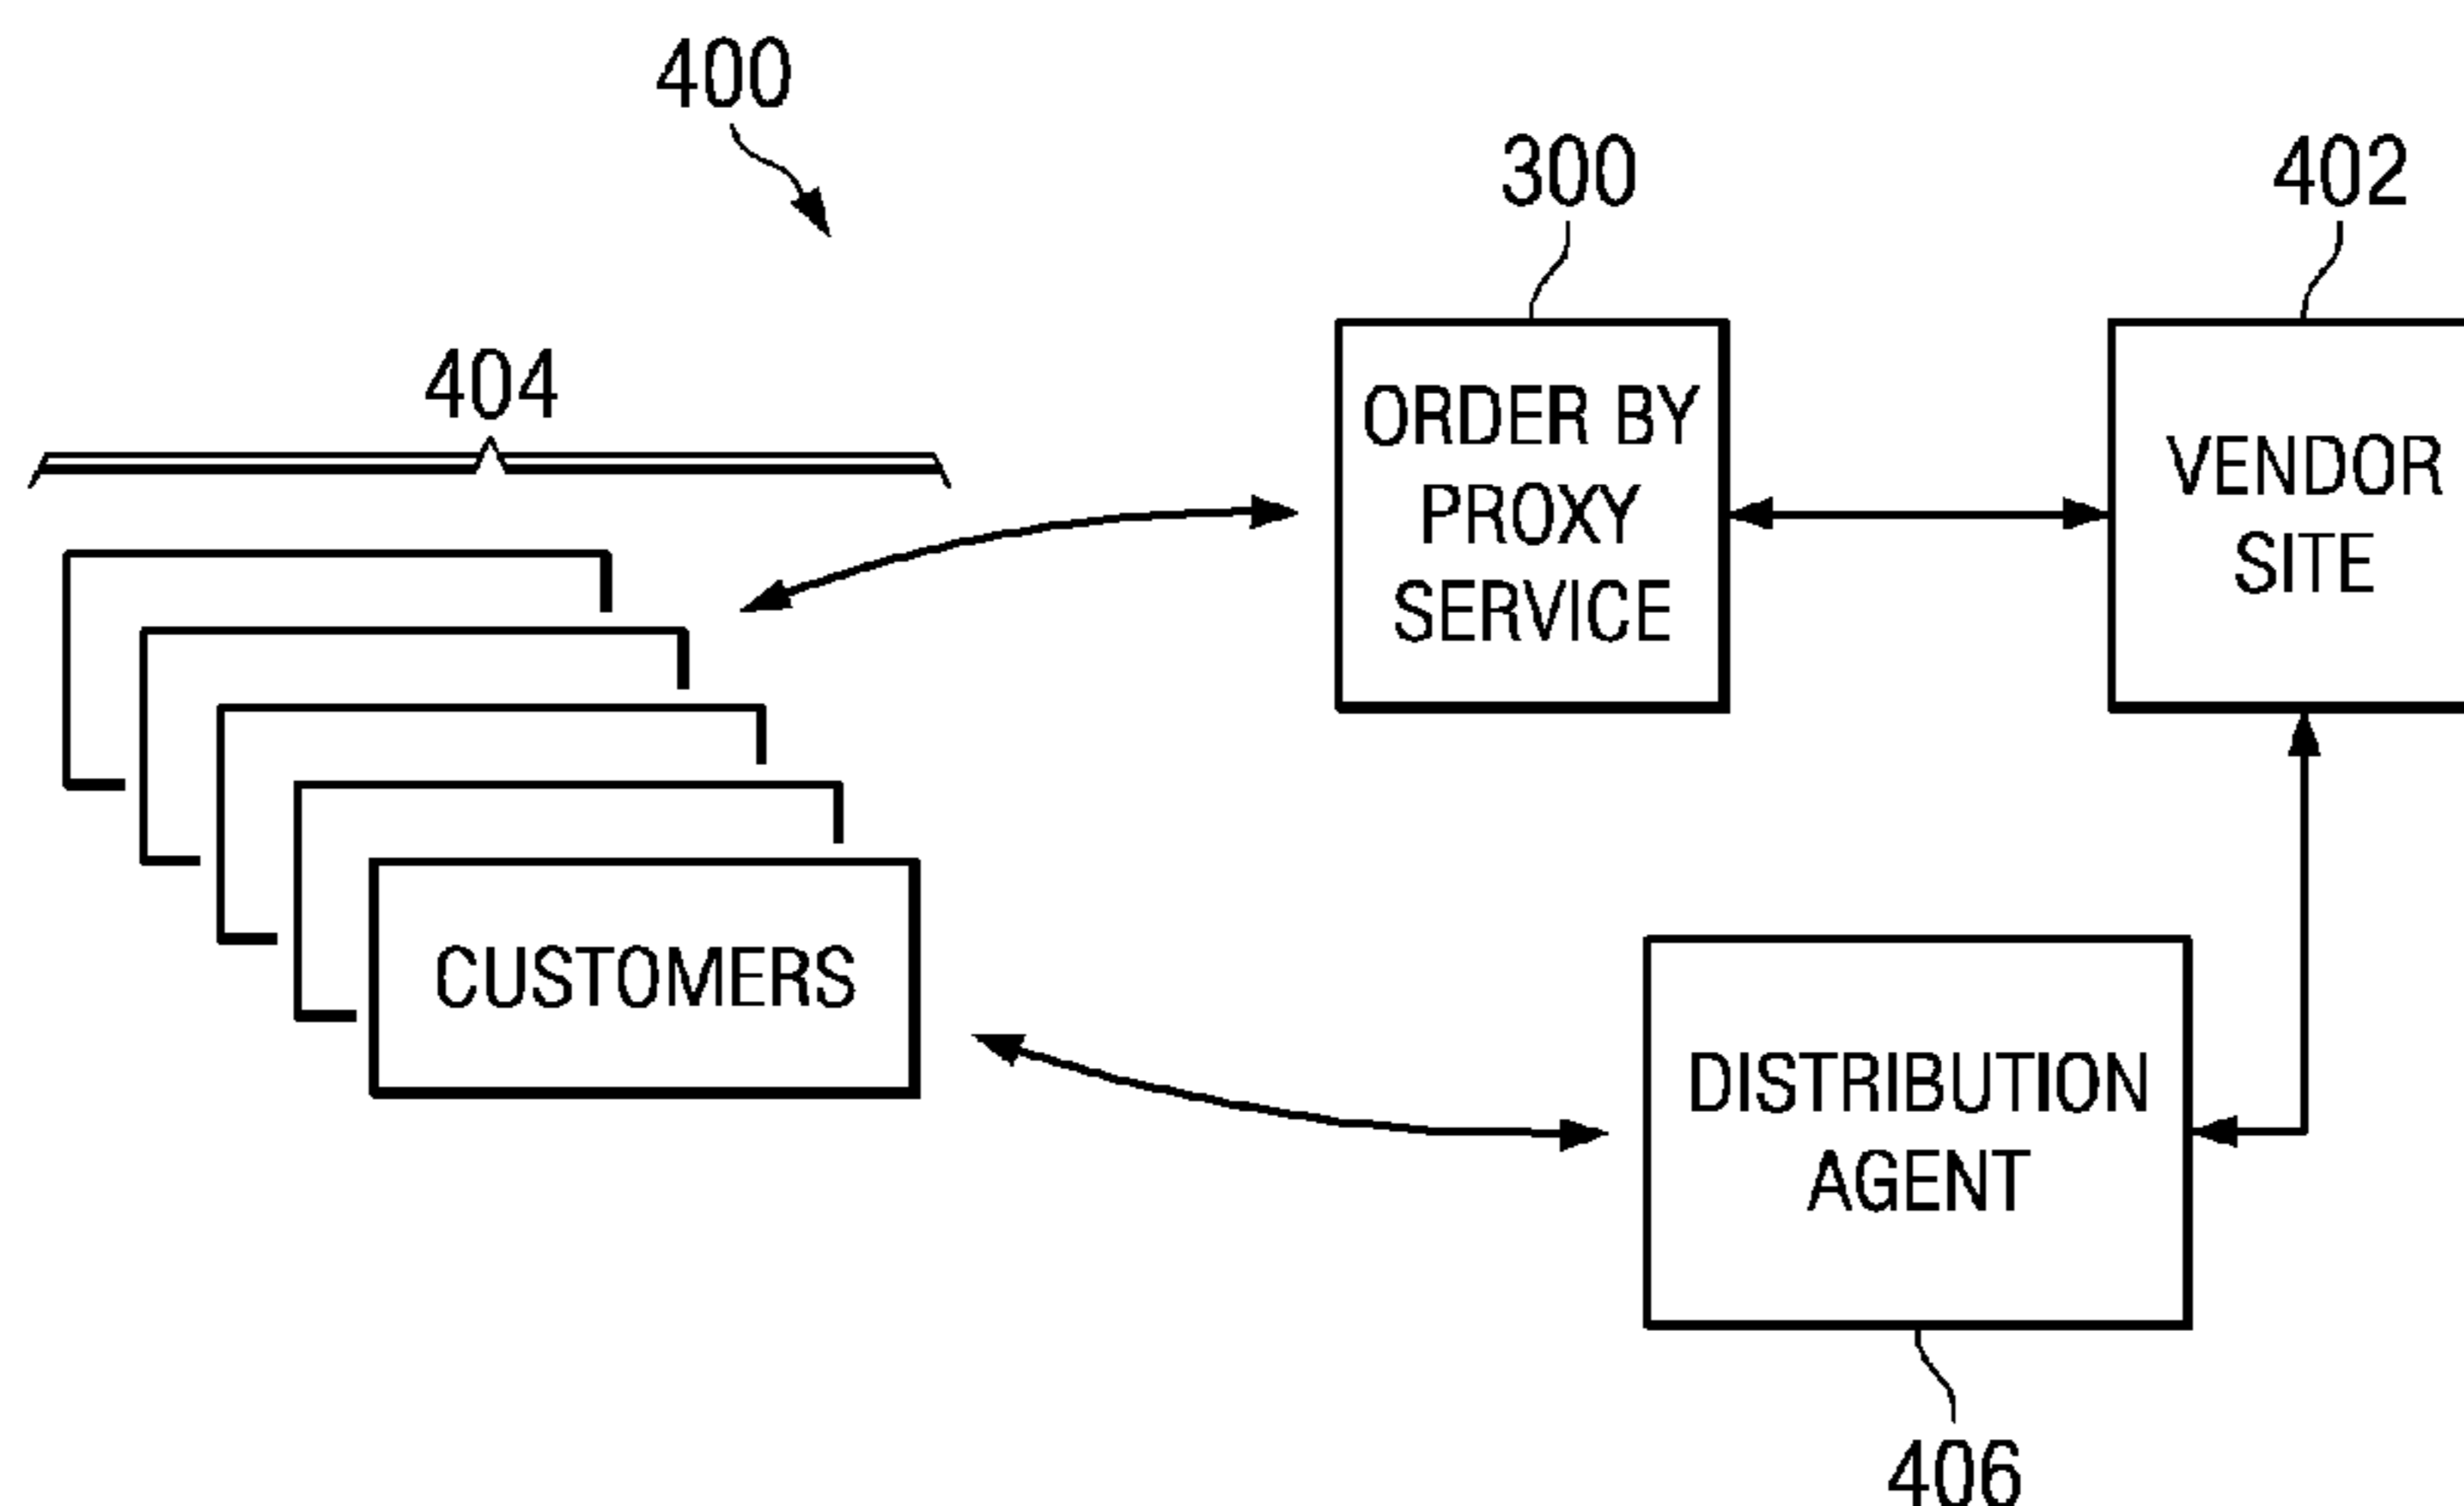 400
300
402
404
ORDER BY
PROXY
SERVICE
VENDOR
SITE
CUSTOMERS
DISTRIBUTION
AGENT
406